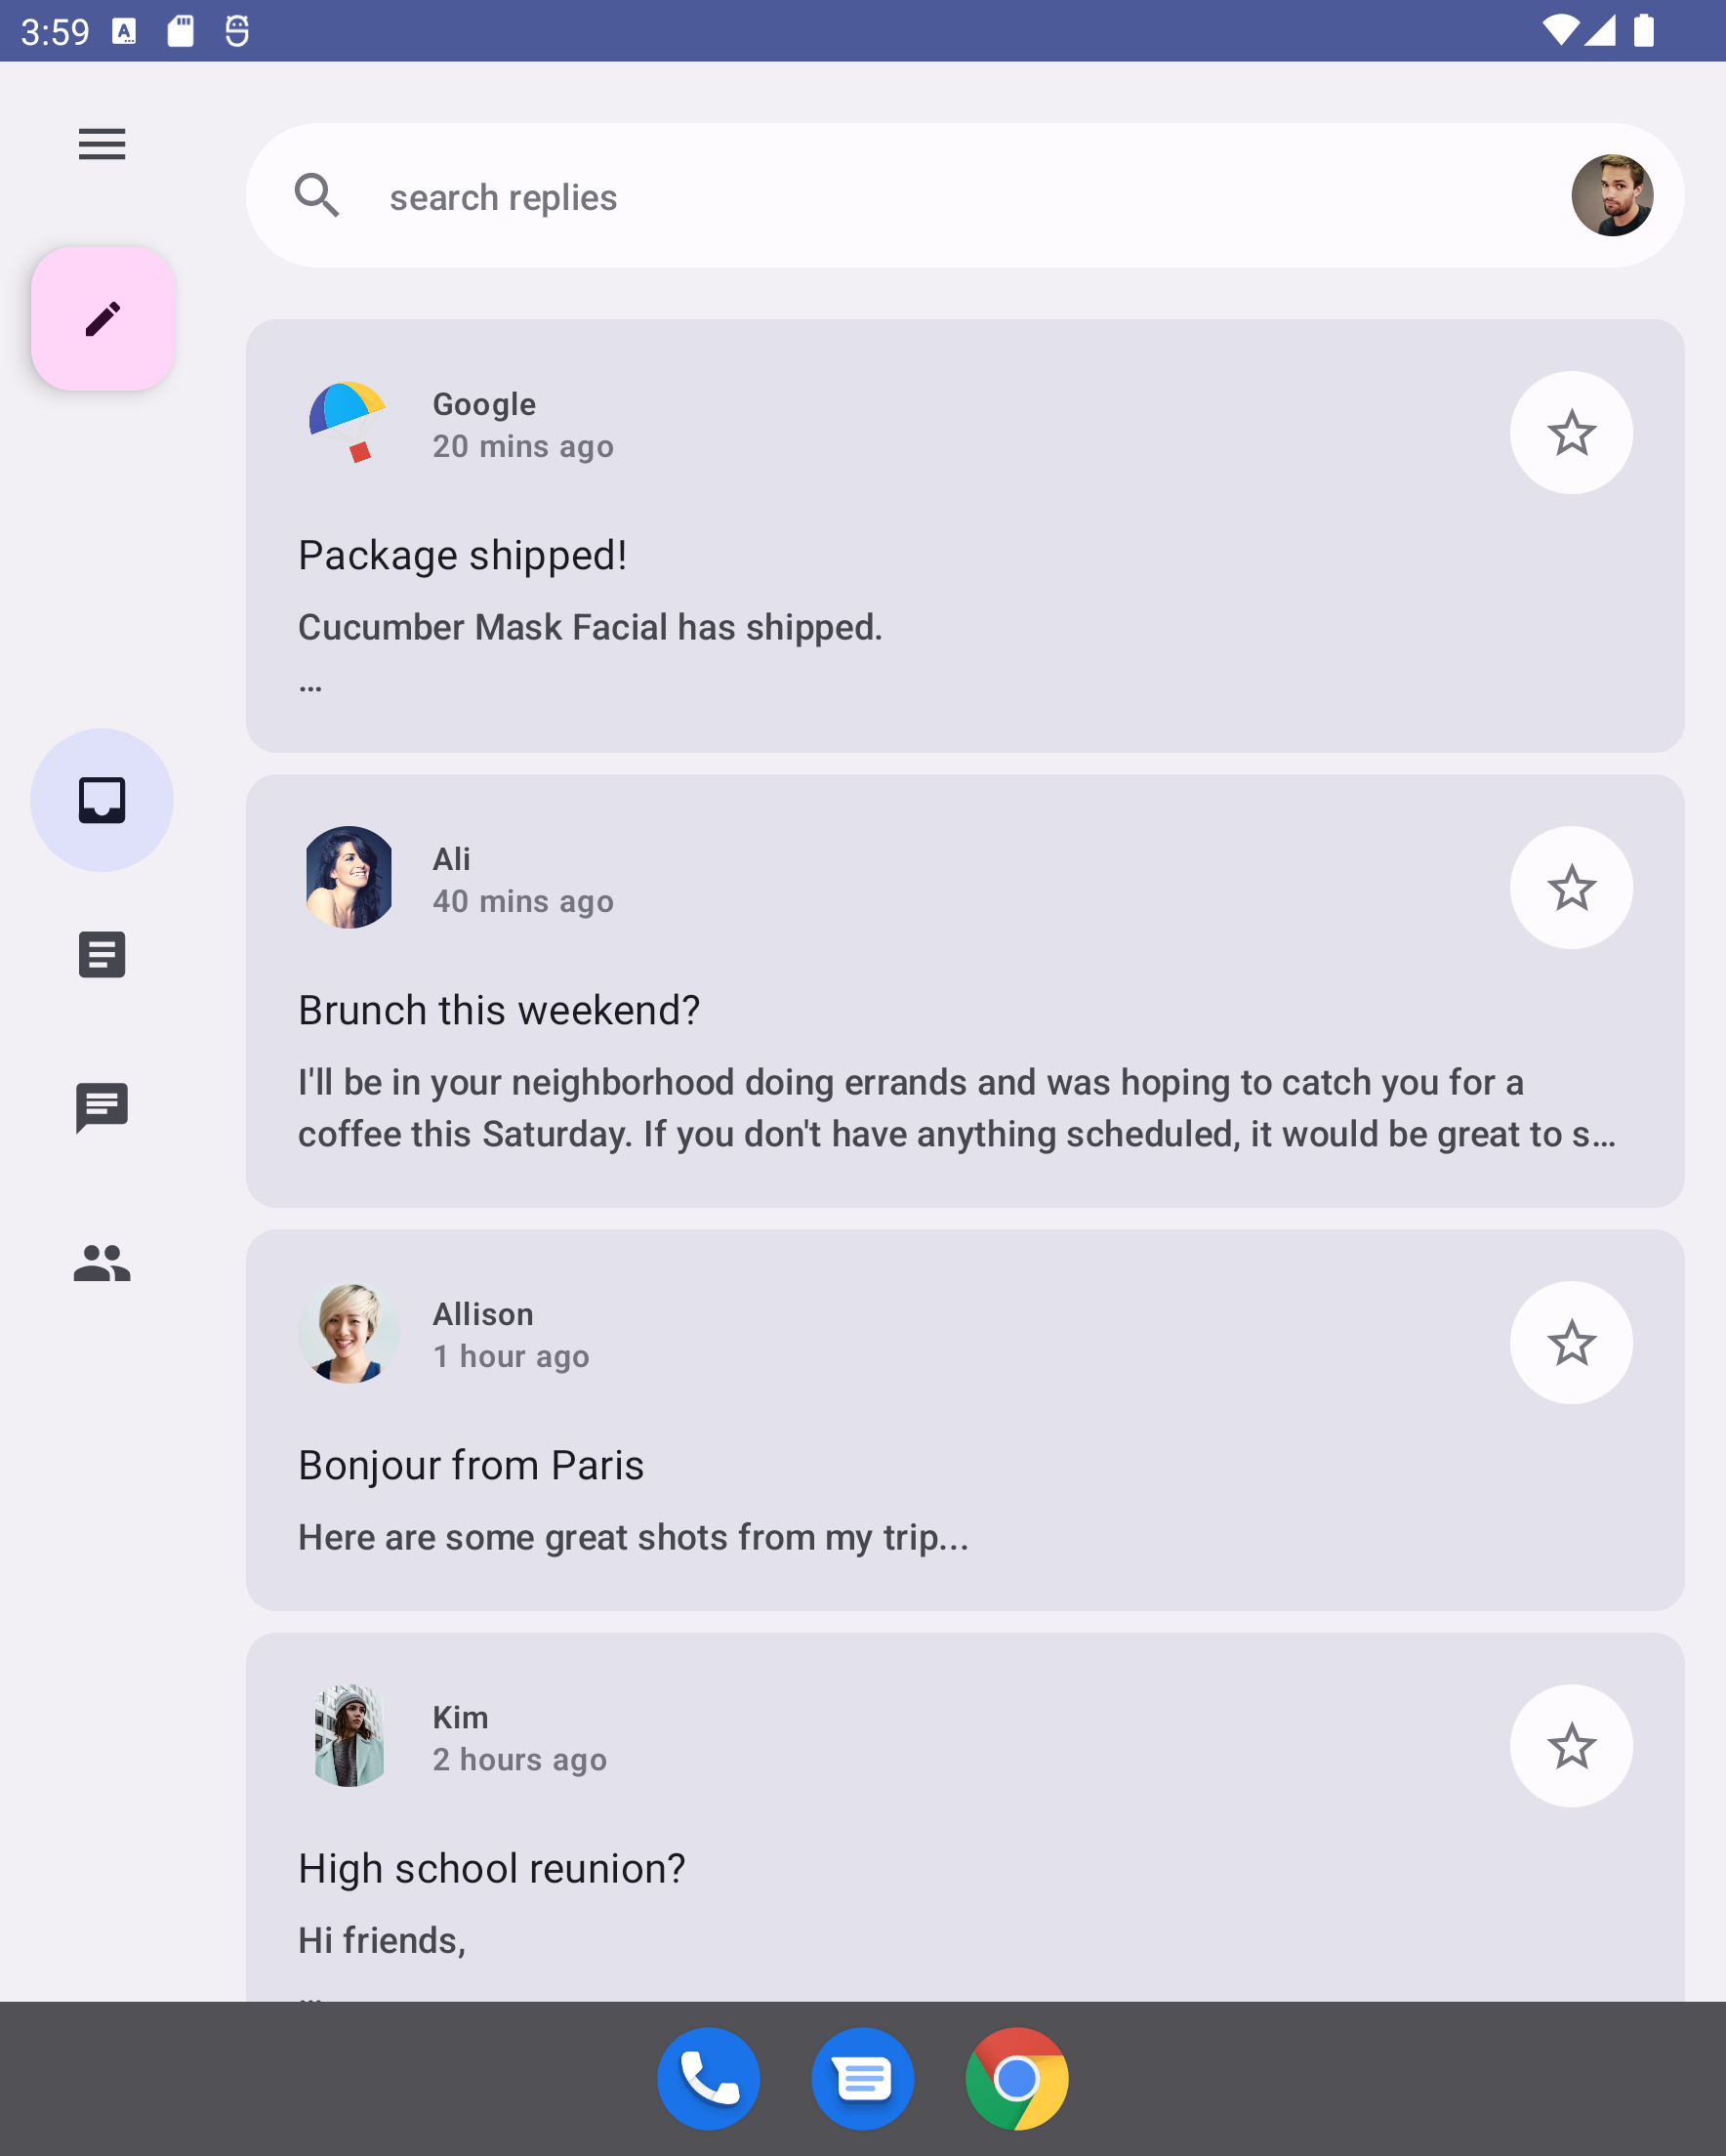 3:59
search replies
Google
20 mins ago
Package shipped!
Cucumber Mask Facial has shipped.
...
Ali
40 mins ago
Brunch this weekend?
I'll be in your neighborhood doing errands and was hoping to catch you for a
coffee this Saturday. If you don't have anything scheduled, it would be great to s...
Allison
1 hour ago
Bonjour from Paris
Here are some great shots from my trip...
Kim
2 hours ago
High school reunion?
Hi friends,
...